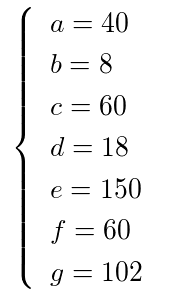 a = 40
b = 8
c = 60
d = 18
e = 150
f = 60
g = 102